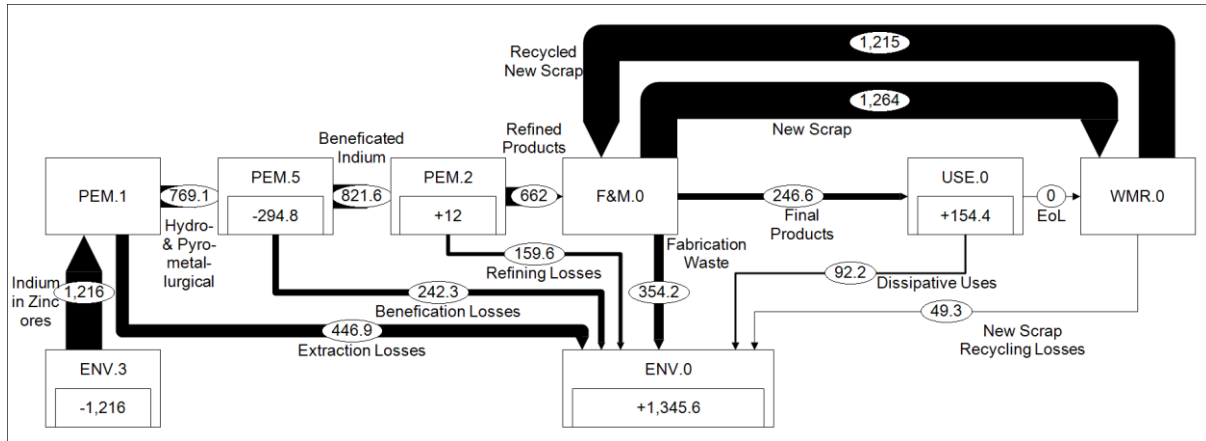 1,215
Recycled
New Scrap
1,264
New Scrap
Beneficated
Indium
Refined
Products
PEM.1
769.1
PEM.5
-294.8
821.6
PEM.2
+12
662
F&M.0
246.6
Final
Products
USE.0
+154.4
0
EoL
WMR.0
Hydro-
& Pyro-
metal-
lurgical
159.6
Refining Losses
Fabrication
Waste
92.2
Dissipative Uses
Indium
in Zinc
ores
1,216
242.3
Benefication Losses
354.2
49.3
New Scrap
Recycling Losses
446.9
Extraction Losses
ENV.3
-1,216
ENV.0
+1,345.6